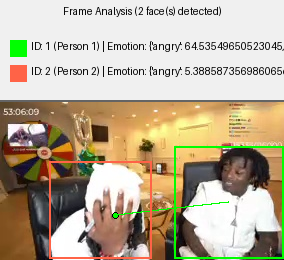 Frame Analysis (2 face(s) detected)
ID: 1 (Person 1) | Emotion: {'angry': 64.53549650523045,
ID: 2 (Person 2) | Emotion: {'angry': 5.388587356986065
53:06:09